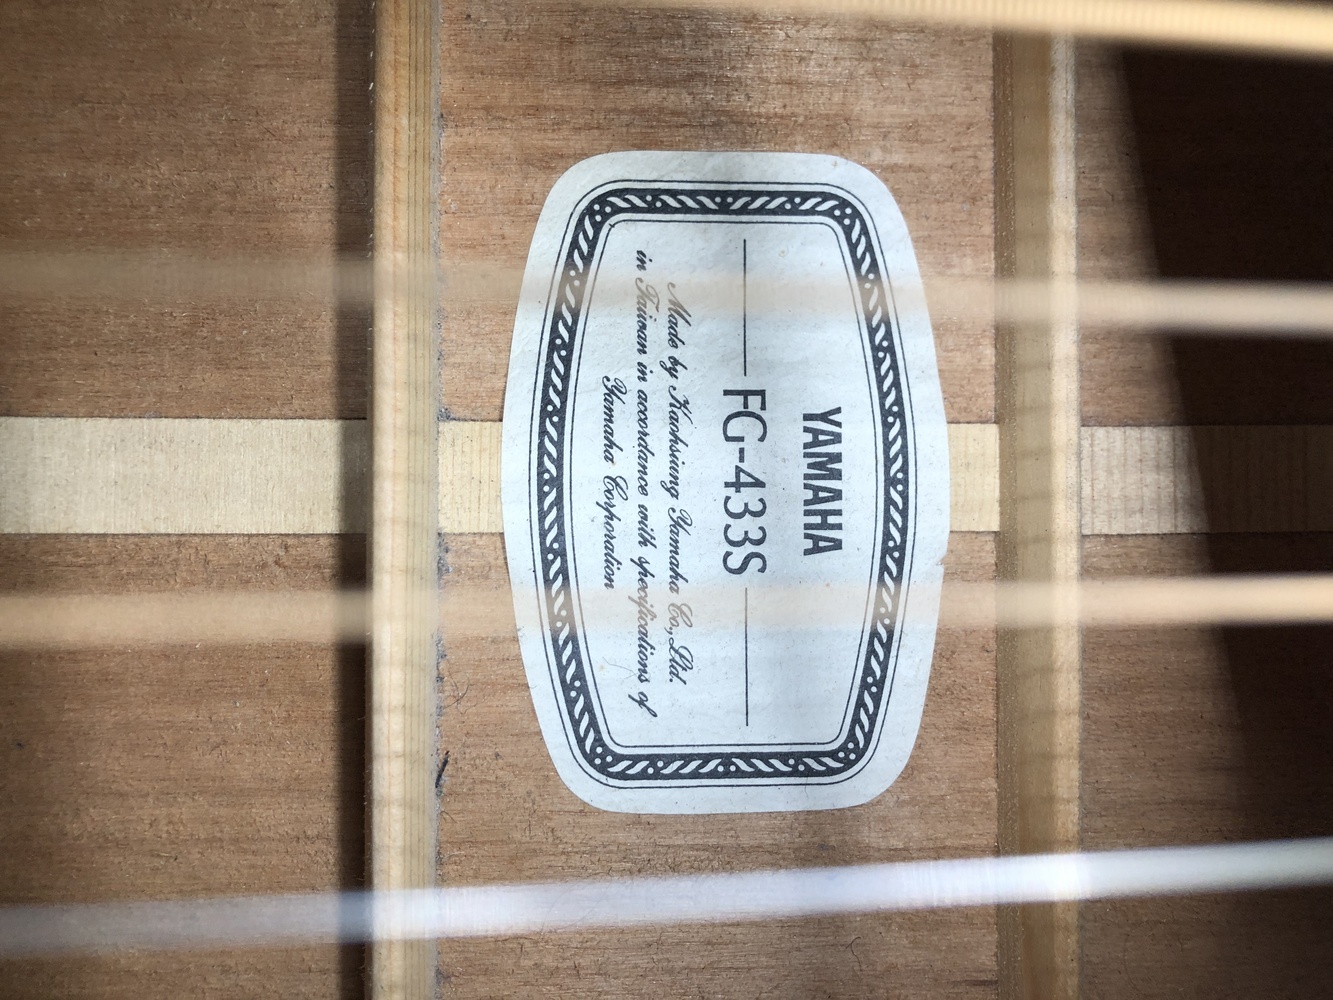 YAMAHA
FG-433S
Made by Kaohsiung Yamaha Co., Ltd.
in Taiwan in accordance with specifications of
Yamaha Corporation